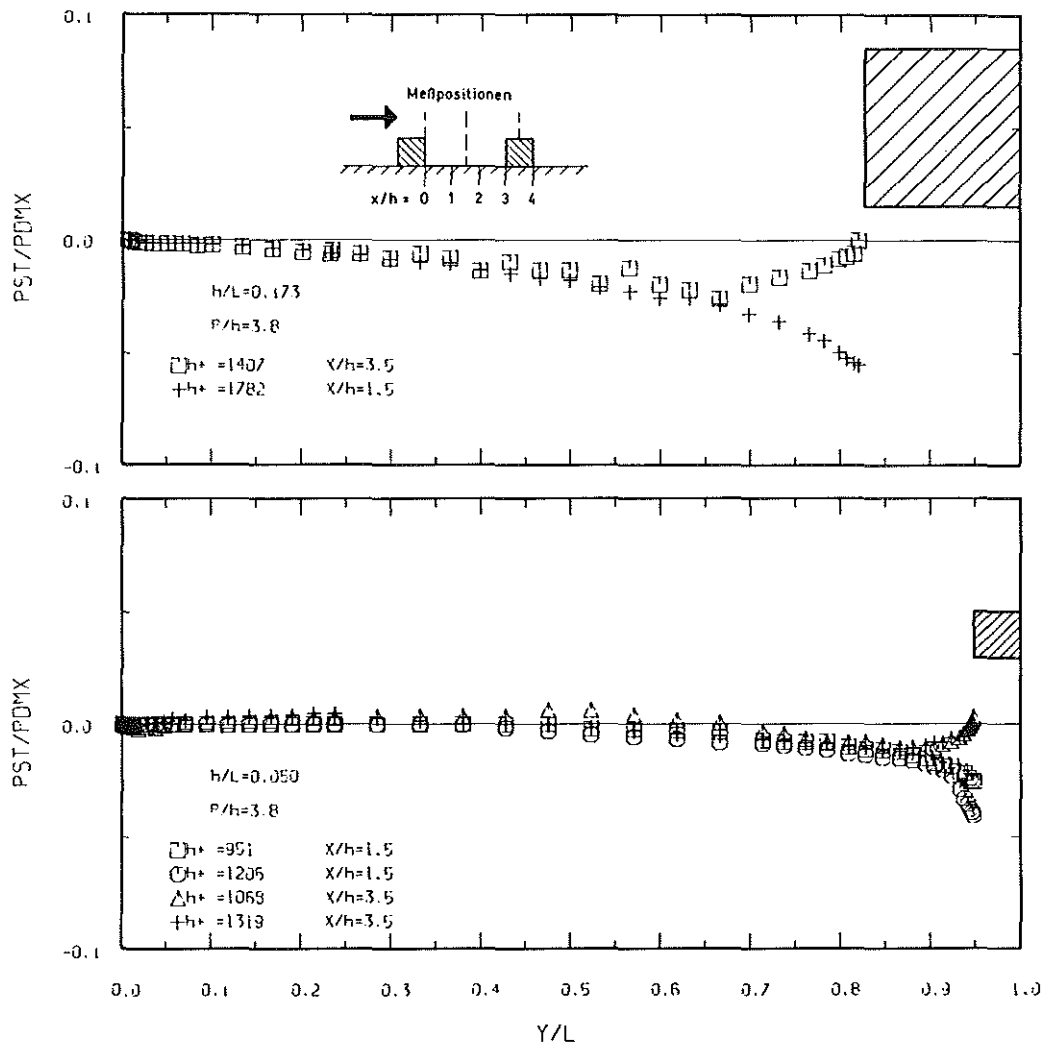 0.1
Meßpositionen
x/h = 0 1 2 3 4
PST/PDMX
0.0
h/L=0.173
P/h=3.8
h+ =1407 X/h=3.5
h+ =1782 X/h=1.5
-0.1
0.1
PST/PDMX
0.0
h/L=0.050
P/h=3.8
h+ =951 X/h=1.5
h+ =1206 X/h=1.5
h+ =1069 X/h=3.5
h+ =1319 X/h=3.5
-0.1
0.0 0.1 0.2 0.3 0.4 0.5 0.6 0.7 0.8 0.9 1.0
Y/L